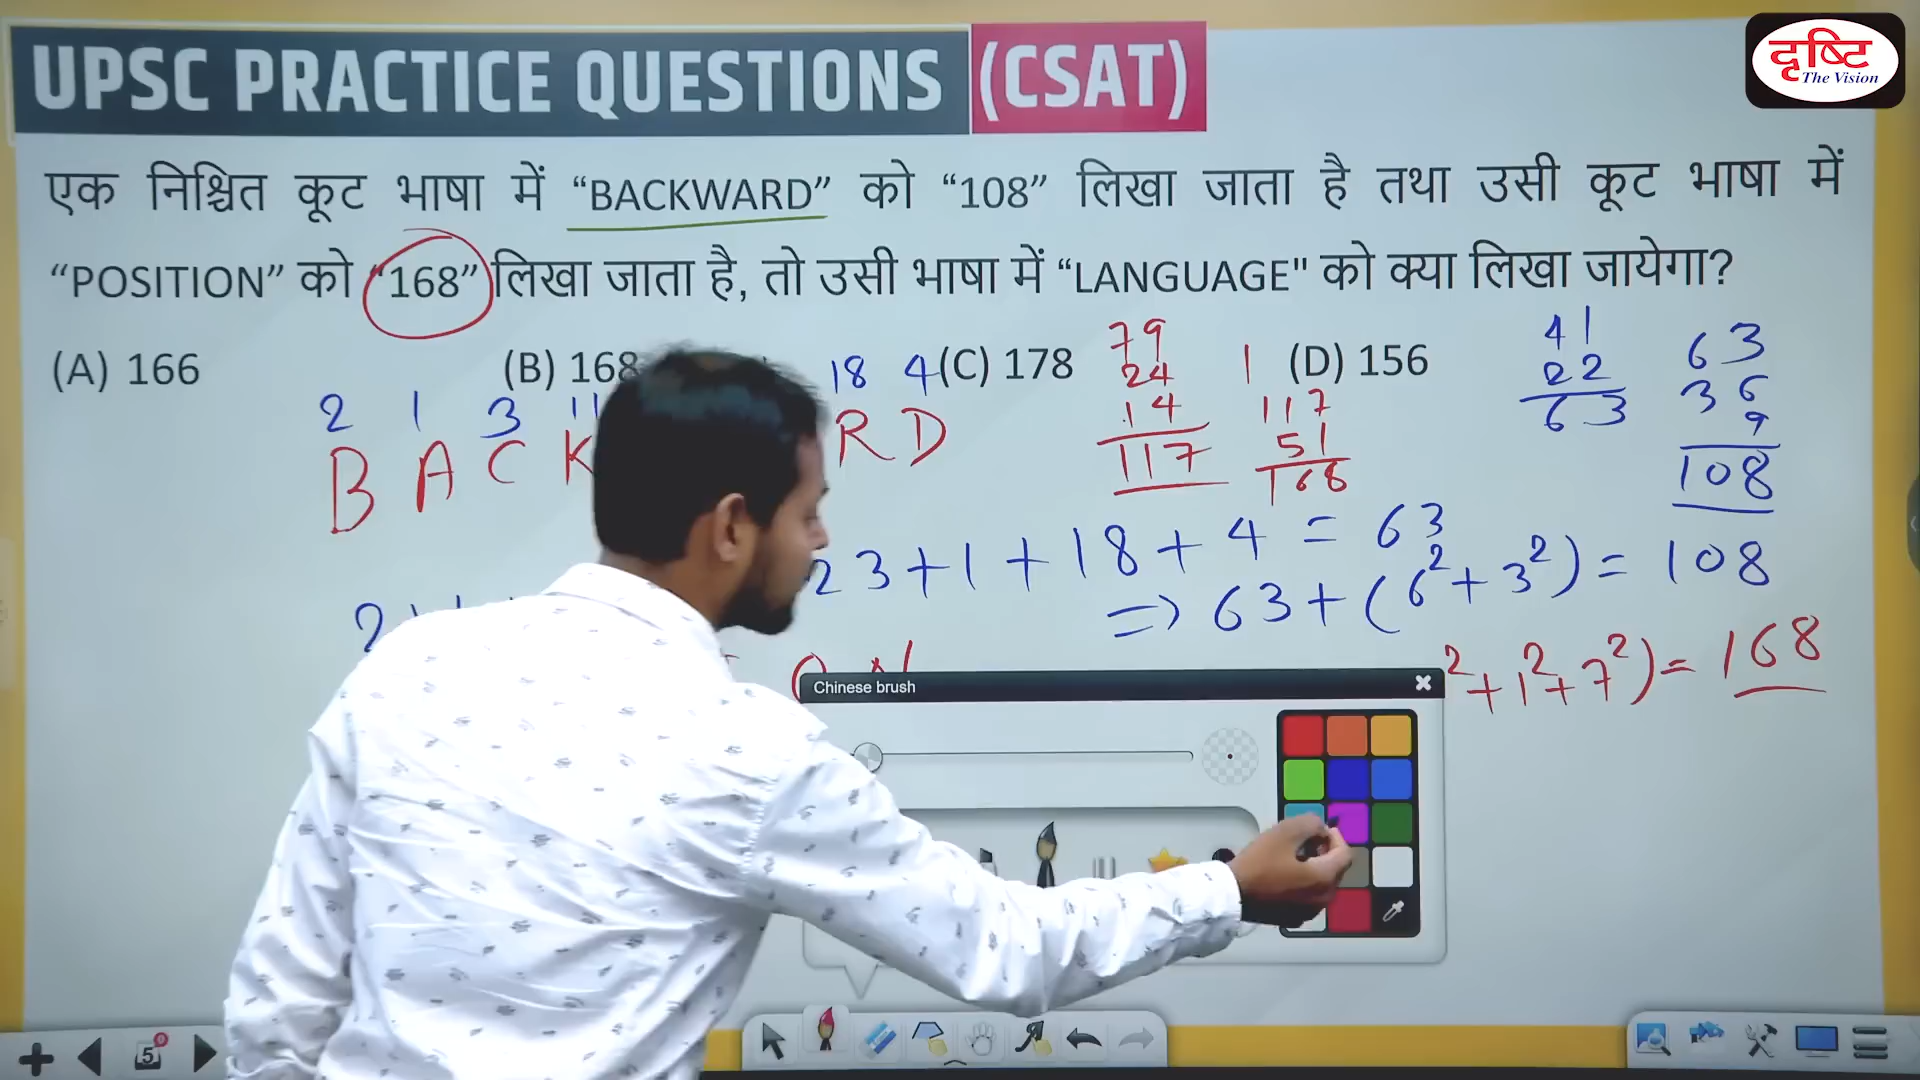 UPSC PRACTICE QUESTIONS (CSAT)
दृष्टि
The Vision
एक निश्चित कूट भाषा में “BACKWARD” को “108” लिखा जाता है तथा उसी कूट भाषा में
“POSITION” को “168” लिखा जाता है, तो उसी भाषा में “LANGUAGE" को क्या लिखा जायेगा?
(A) 166 (B) 168 (C) 178 (D) 156
2 1 3 11 18 4
B A C K R D
79
24
14
117
1
117
51
168
41
22
63
63
36
9
108
23+1+18+4 = 63
=> 63+(6²+3²) = 108
²+1²+7²) = 168
O N
Chinese brush
5